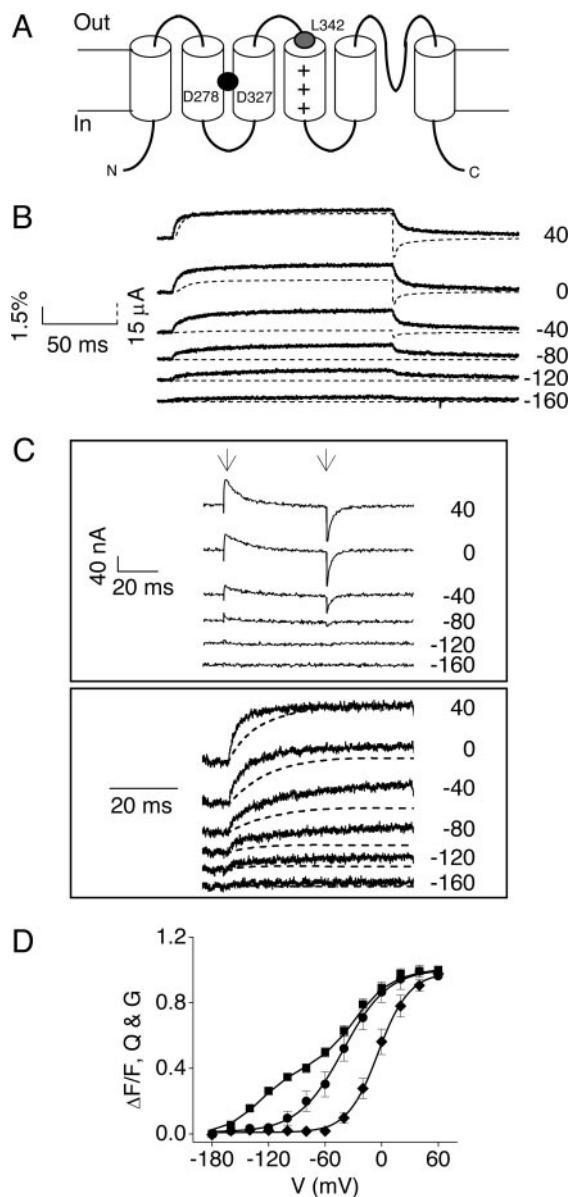 A
Out
L342
D278
D327
+
+
+
In
N
C
B
40
0
-40
-80
-120
-160
1.5%
15 μA
50 ms
C
40
0
-40
-80
-120
-160
40 nA
20 ms
40
0
-40
-80
-120
-160
20 ms
D
ΔF/F, Q & G
1.2
0.8
0.4
0.0
-180 -120 -60 0 60
V (mV)